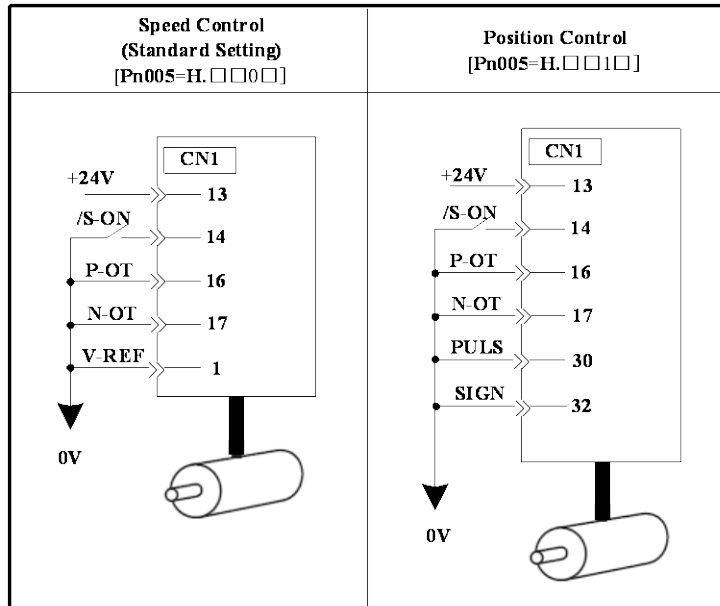 Speed Control
(Standard Setting)
[Pn005=H.□□0□]
CN1
+24V
13
/S-ON
14
P-OT
16
N-OT
17
V-REF
1
0V
Position Control
[Pn005=H.□□1□]
CN1
+24V
13
/S-ON
14
P-OT
16
N-OT
17
PULS
30
SIGN
32
0V